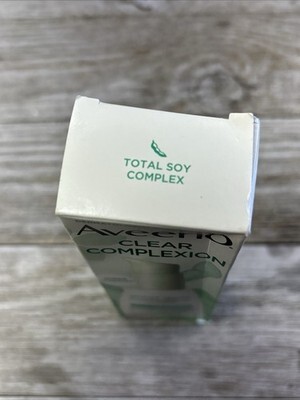 TOTAL SOY
COMPLEX
Aveeno
CLEAR
COMPLEXION